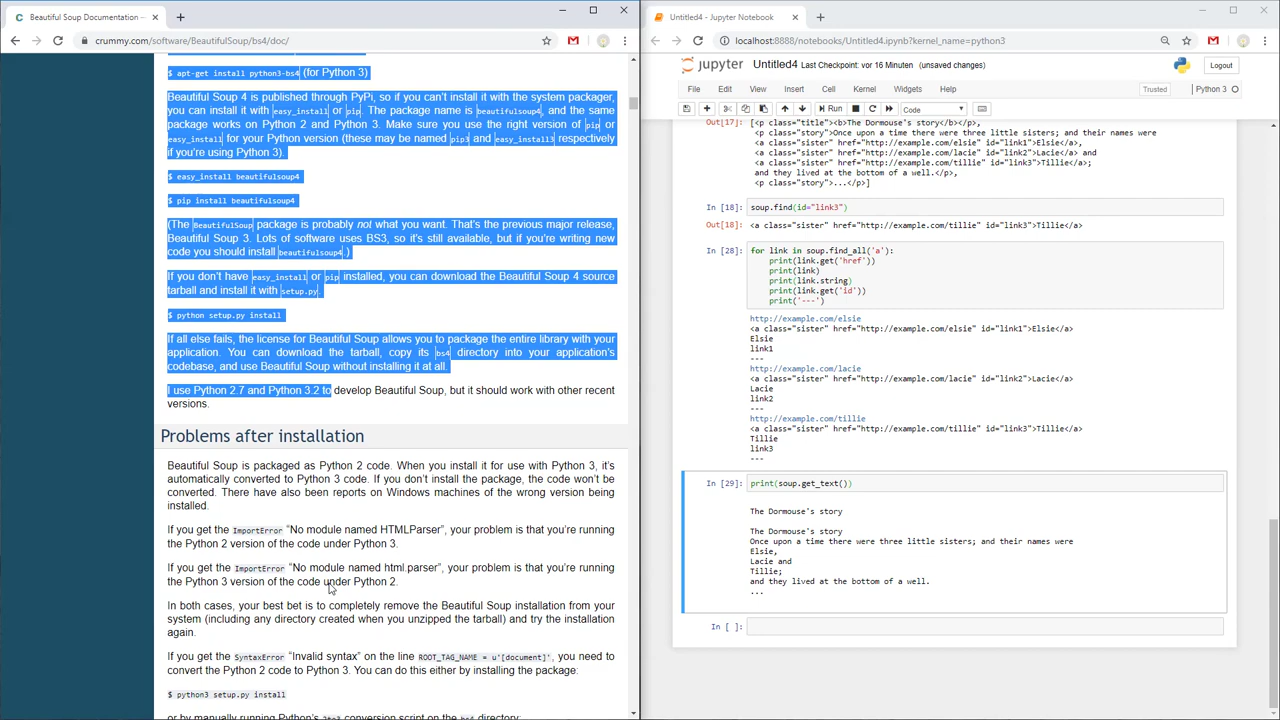 Beautiful Soup Documentation —
crummy.com/software/BeautifulSoup/bs4/doc/
$ apt-get install python3-bs4 (for Python 3)
Beautiful Soup 4 is published through PyPi, so if you can't install it with the system packager,
you can install it with easy_install or pip. The package name is beautifulsoup4, and the same
package works on Python 2 and Python 3. Make sure you use the right version of pip or
easy_install for your Python version (these may be named pip3 and easy_install3 respectively
if you're using Python 3).
$ easy_install beautifulsoup4
$ pip install beautifulsoup4
(The BeautifulSoup package is probably not what you want. That's the previous major release,
Beautiful Soup 3. Lots of software uses BS3, so it's still available, but if you're writing new
code you should install beautifulsoup4.)
If you don't have easy_install or pip installed, you can download the Beautiful Soup 4 source
tarball and install it with setup.py.
$ python setup.py install
If all else fails, the license for Beautiful Soup allows you to package the entire library with your
application. You can download the tarball, copy its bs4 directory into your application's
codebase, and use Beautiful Soup without installing it at all.
I use Python 2.7 and Python 3.2 to develop Beautiful Soup, but it should work with other recent
versions.
Problems after installation
Beautiful Soup is packaged as Python 2 code. When you install it for use with Python 3, it's
automatically converted to Python 3 code. If you don't install the package, the code won't be
converted. There have also been reports on Windows machines of the wrong version being
installed.
If you get the ImportError "No module named HTMLParser", your problem is that you're running
the Python 2 version of the code under Python 3.
If you get the ImportError "No module named html.parser", your problem is that you're running
the Python 3 version of the code under Python 2.
In both cases, your best bet is to completely remove the Beautiful Soup installation from your
system (including any directory created when you unzipped the tarball) and try the installation
again.
If you get the SyntaxError "Invalid syntax" on the line ROOT_TAG_NAME = u'[document]', you need to
convert the Python 2 code to Python 3. You can do this either by installing the package:
$ python3 setup.py install
or by manually running Python's 2to3 conversion script on the bs4 directory:
Untitled4 - Jupyter Notebook
localhost:8888/notebooks/Untitled4.ipynb?kernel_name=python3
jupyter Untitled4 Last Checkpoint: vor 16 Minuten (unsaved changes) Logout
File Edit View Insert Cell Kernel Widgets Help Trusted Python 3
Run Code
Out[17]: [<p class="title"><b>The Dormouse's story</b></p>,
<p class="story">Once upon a time there were three little sisters; and their names were
<a class="sister" href="http://example.com/elsie" id="link1">Elsie</a>,
<a class="sister" href="http://example.com/lacie" id="link2">Lacie</a> and
<a class="sister" href="http://example.com/tillie" id="link3">Tillie</a>;
and they lived at the bottom of a well.</p>,
<p class="story">...</p>]
In [18]: soup.find(id="link3")
Out[18]: <a class="sister" href="http://example.com/tillie" id="link3">Tillie</a>
In [28]: for link in soup.find_all('a'):
print(link.get('href'))
print(link)
print(link.string)
print(link.get('id'))
print('---')
http://example.com/elsie
<a class="sister" href="http://example.com/elsie" id="link1">Elsie</a>
Elsie
link1
---
http://example.com/lacie
<a class="sister" href="http://example.com/lacie" id="link2">Lacie</a>
Lacie
link2
---
http://example.com/tillie
<a class="sister" href="http://example.com/tillie" id="link3">Tillie</a>
Tillie
link3
---
In [29]: print(soup.get_text())
The Dormouse's story
The Dormouse's story
Once upon a time there were three little sisters; and their names were
Elsie,
Lacie and
Tillie;
and they lived at the bottom of a well.
...
In [ ]: